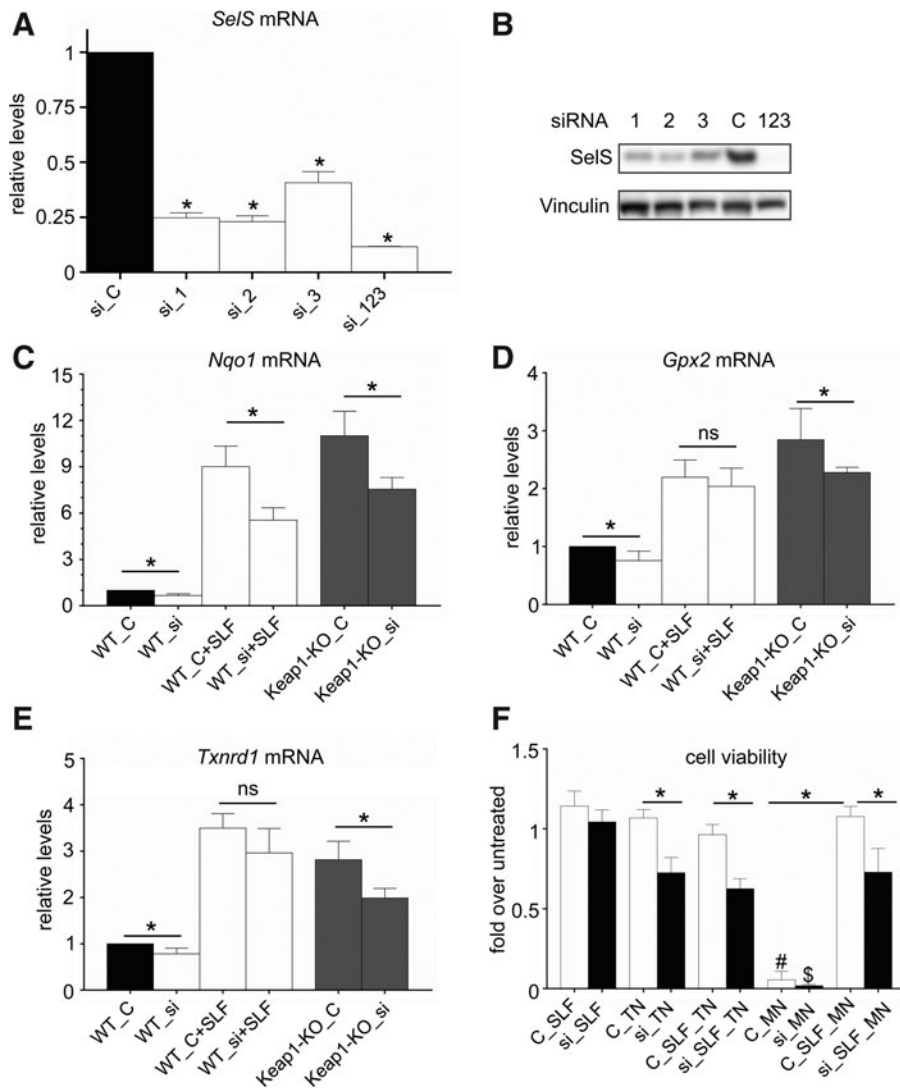 A
SelS mRNA
relative levels
1
0.75
0.5
0.25
0
*
*
*
*
si_C
si_1
si_2
si_3
si_123
B
siRNA 1 2 3 C 123
SelS
Vinculin
C
Nqo1 mRNA
relative levels
15
12
9
6
3
0
*
*
*
WT_C
WT_si
WT_C+SLF
WT_si+SLF
Keap1-KO_C
Keap1-KO_si
D
Gpx2 mRNA
relative levels
4
3
2
1
0
*
ns
*
WT_C
WT_si
WT_C+SLF
WT_si+SLF
Keap1-KO_C
Keap1-KO_si
E
Txnrd1 mRNA
relative levels
5
4
3
2
1
0
*
ns
*
WT_C
WT_si
WT_C+SLF
WT_si+SLF
Keap1-KO_C
Keap1-KO_si
F
cell viability
fold over untreated
1.5
1
0.5
0
*
*
*
*
#
$
C_SLF
si_SLF
C_TN
si_TN
C_SLF_TN
si_SLF_TN
C_MN
si_MN
C_SLF_MN
si_SLF_MN